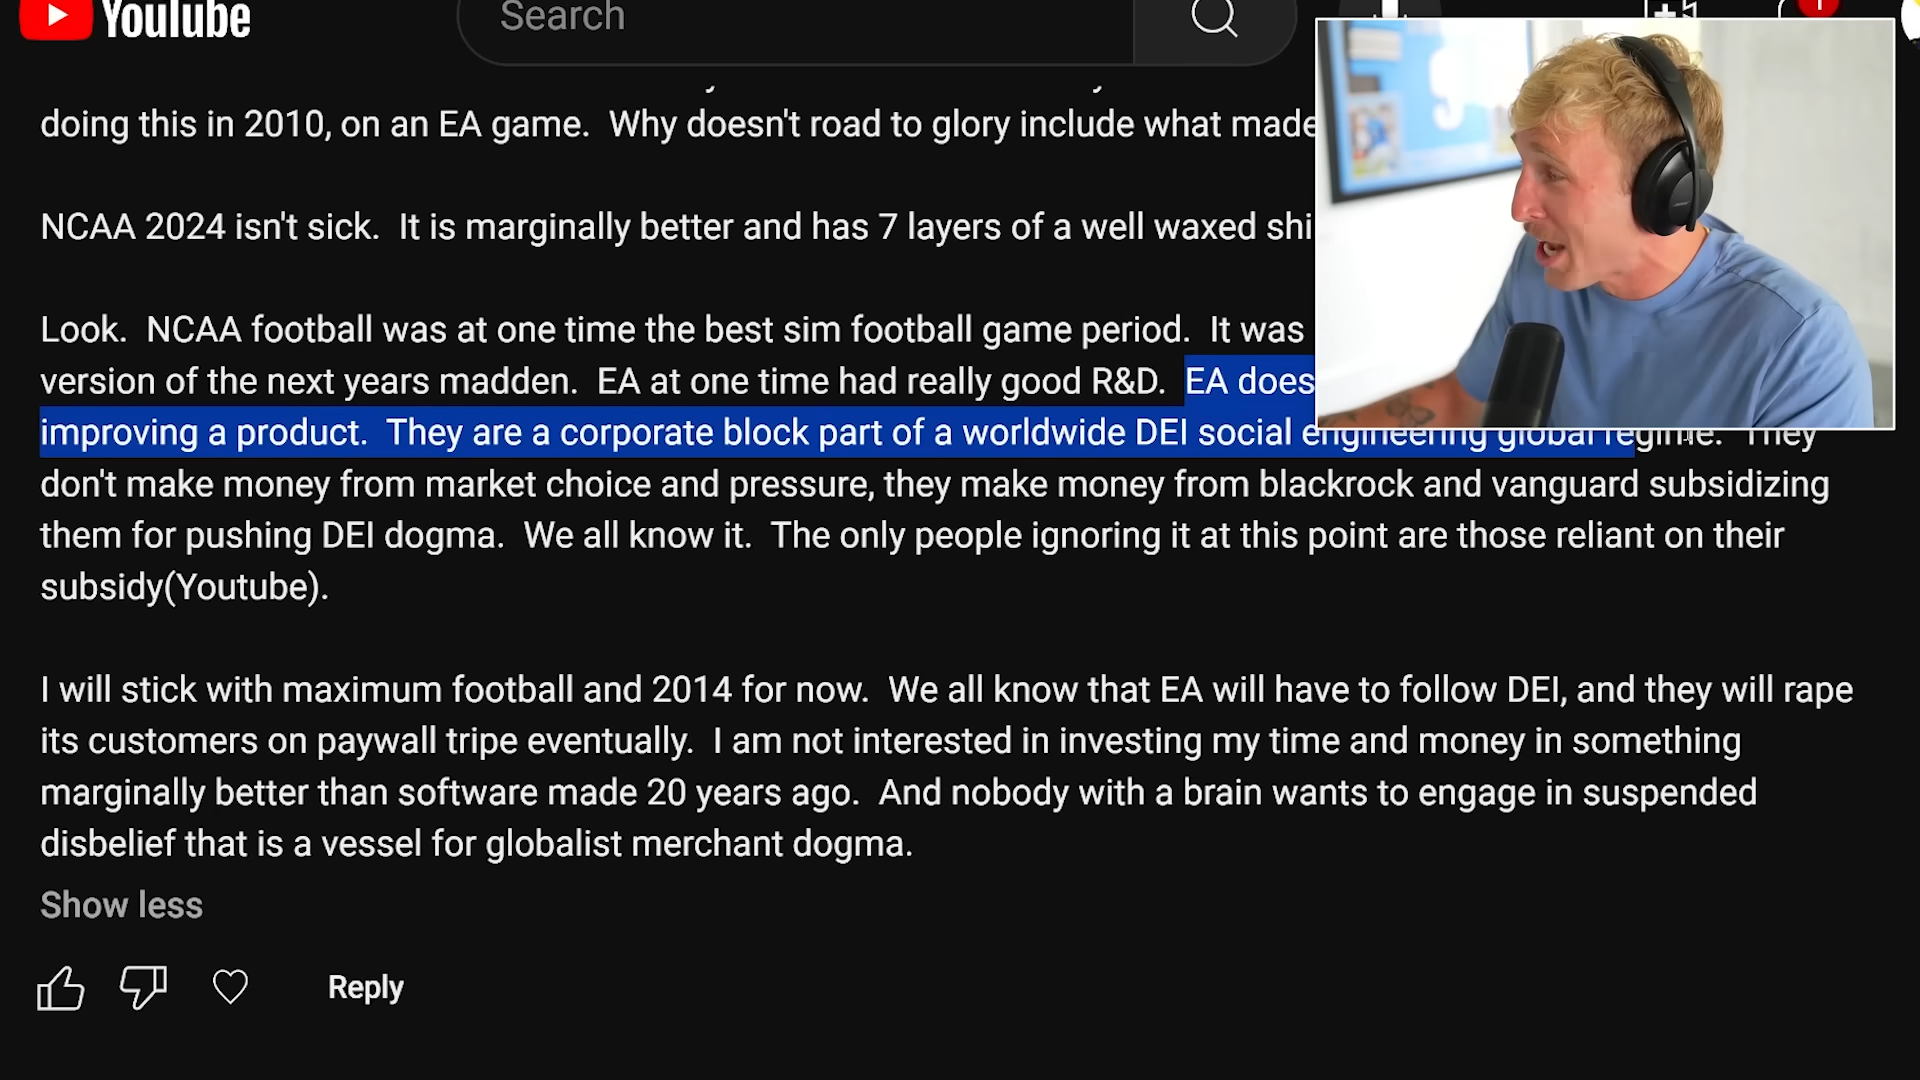 YouTube
Search
1
doing this in 2010, on an EA game.  Why doesn't road to glory include what made
NCAA 2024 isn't sick.  It is marginally better and has 7 layers of a well waxed shi
Look.  NCAA football was at one time the best sim football game period.  It was
version of the next years madden.  EA at one time had really good R&D.  EA does
improving a product.  They are a corporate block part of a worldwide DEI social engineering global regime.  They
don't make money from market choice and pressure, they make money from blackrock and vanguard subsidizing
them for pushing DEI dogma.  We all know it.  The only people ignoring it at this point are those reliant on their
subsidy(Youtube).
I will stick with maximum football and 2014 for now.  We all know that EA will have to follow DEI, and they will rape
its customers on paywall tripe eventually.  I am not interested in investing my time and money in something
marginally better than software made 20 years ago.  And nobody with a brain wants to engage in suspended
disbelief that is a vessel for globalist merchant dogma.
Show less
Reply